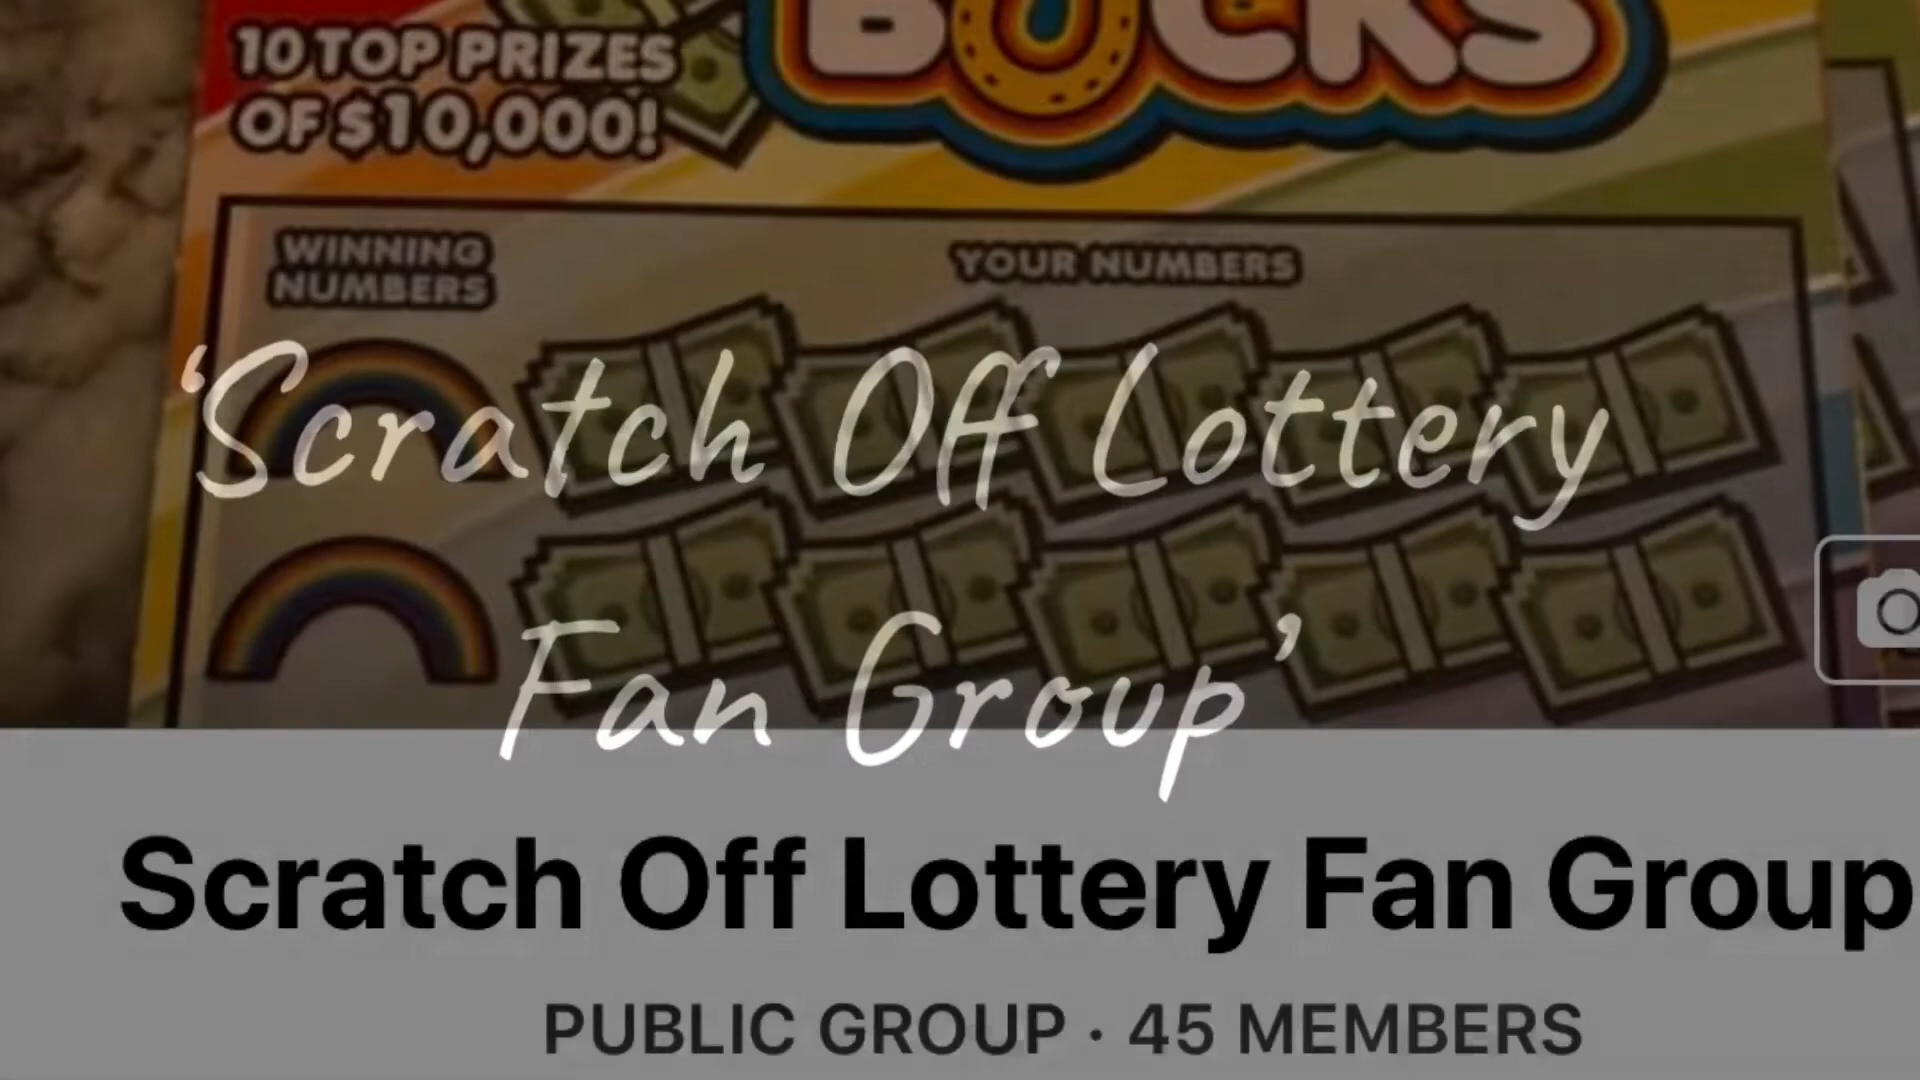 10 TOP PRIZES
OF $10,000!
BUCKS
WINNING
NUMBERS
YOUR NUMBERS
‘Scratch Off Lottery
Fan Group’
Scratch Off Lottery Fan Group
PUBLIC GROUP · 45 MEMBERS